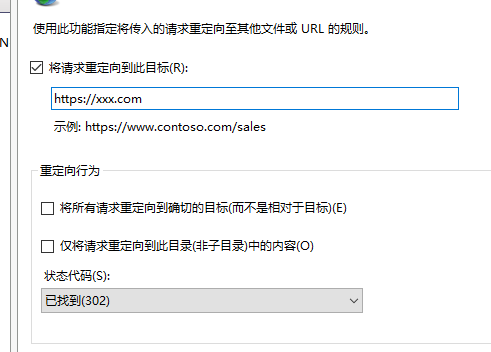 使用此功能指定将传入的请求重定向至其他文件或 URL 的规则。
N
将请求重定向到此目标(R):
https://xxx.com
示例: https://www.contoso.com/sales
重定向行为
将所有请求重定向到确切的目标(而不是相对于目标)(E)
仅将请求重定向到此目录(非子目录)中的内容(O)
状态代码(S):
已找到(302)